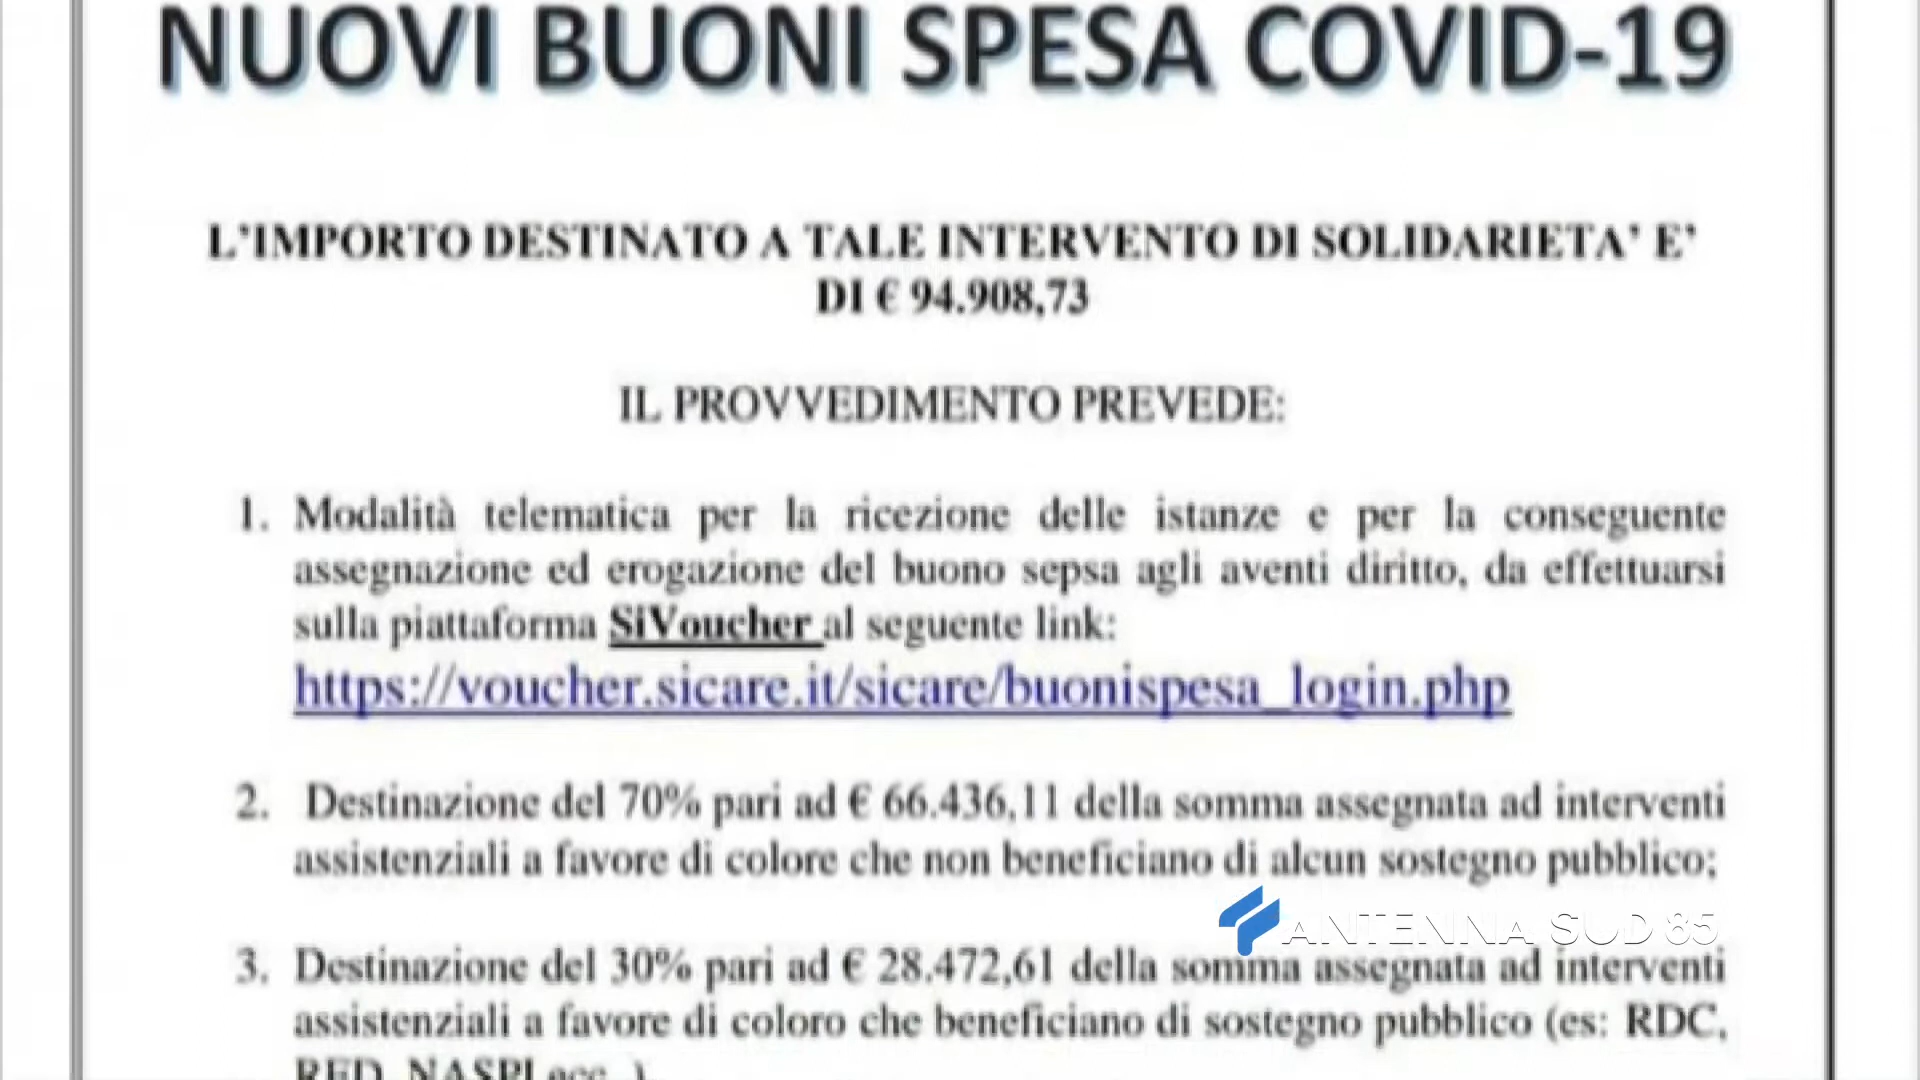 NUOVI BUONI SPESA COVID-19
L'IMPORTO DESTINATO A TALE INTERVENTO DI SOLIDARIETA' E'
DI € 94.908,73
IL PROVVEDIMENTO PREVEDE:
1. Modalità telematica per la ricezione delle istanze e per la conseguente
assegnazione ed erogazione del buono sepsa agli aventi diritto, da effettuarsi
sulla piattaforma SiVoucher al seguente link:
https://voucher.sicare.it/sicare/buonispesa_login.php
2. Destinazione del 70% pari ad € 66.436,11 della somma assegnata ad interventi
assistenziali a favore di colore che non beneficiano di alcun sostegno pubblico;
ANTENNA SUD 85
3. Destinazione del 30% pari ad € 28.472,61 della somma assegnata ad interventi
assistenziali a favore di coloro che beneficiano di sostegno pubblico (es: RDC,
RED, NASPI ecc..)